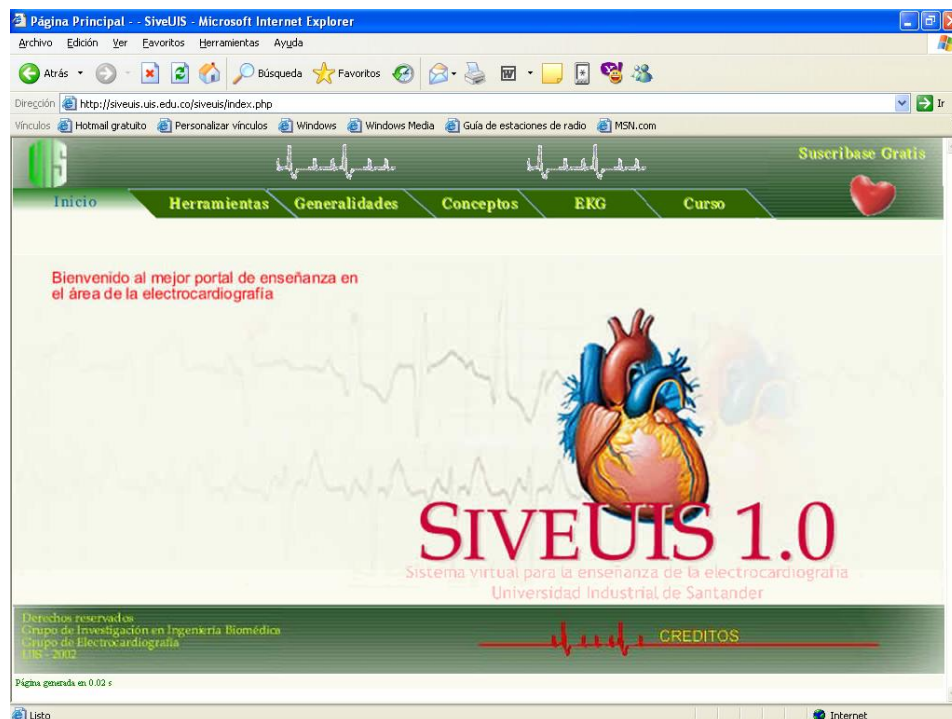 Página Principal - - SiveUIS - Microsoft Internet Explorer
Archivo Edición Ver Favoritos Herramientas Ayuda
Atrás Búsqueda Favoritos
Dirección http://siveuis.uis.edu.co/siveuis/index.php Ir
Vínculos Hotmail gratuito Personalizar vínculos Windows Windows Media Guía de estaciones de radio MSN.com
UIS Suscribase Gratis
Inicio Herramientas Generalidades Conceptos EKG Curso
Bienvenido al mejor portal de enseñanza en
el área de la electrocardiografía
SIVEUIS 1.0
Sistema virtual para la enseñanza de la electrocardiografía
Universidad Industrial de Santander
Derechos reservados
Grupo de Investigación en Ingeniería Biomédica
Grupo de Electrocardiografía
UIS - 2002
CREDITOS
Página generada en 0.02 s
Listo Internet